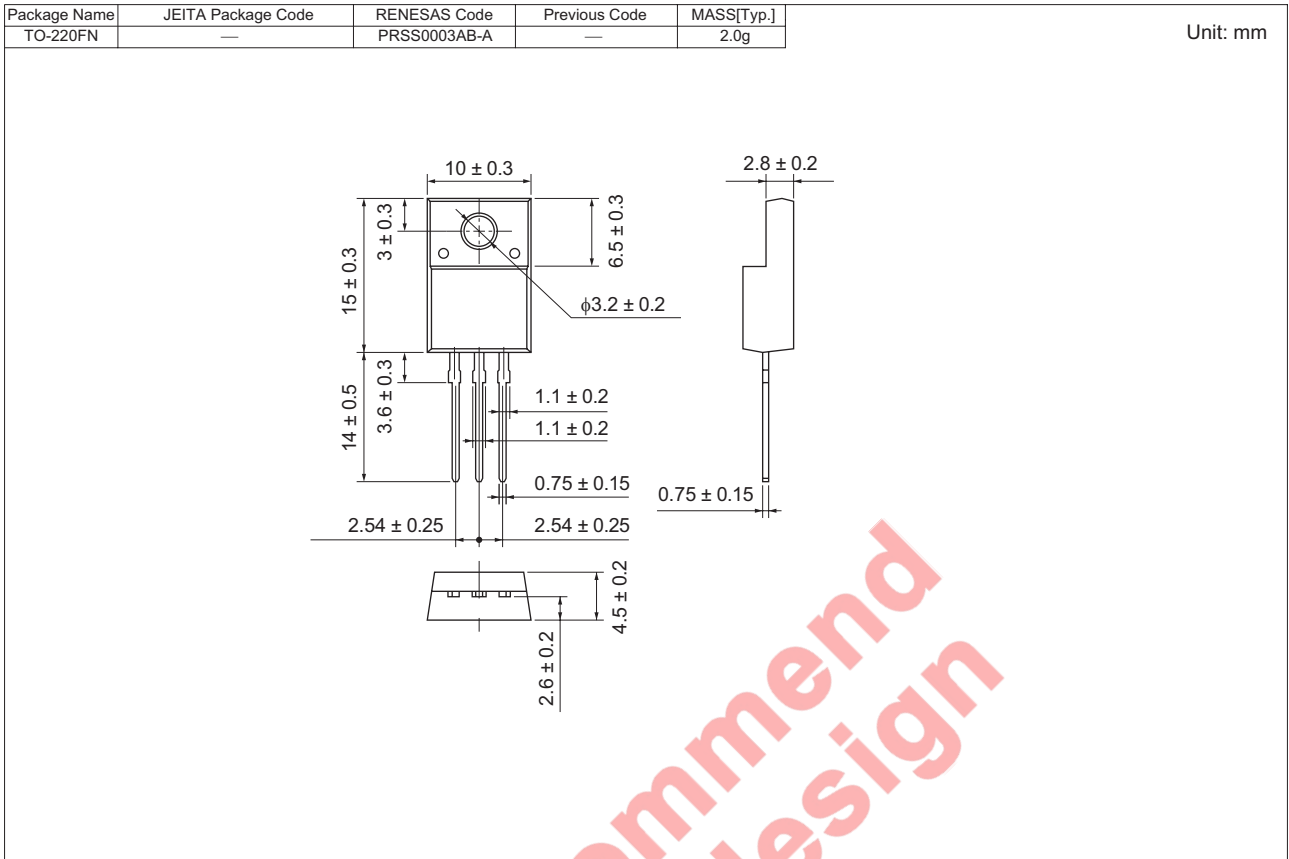 Package Name JEITA Package Code RENESAS Code Previous Code MASS[Typ.]
TO-220FN — PRSS0003AB-A — 2.0g
Unit: mm
10 ± 0.3
2.8 ± 0.2
15 ± 0.3
3 ± 0.3
6.5 ± 0.3
ϕ3.2 ± 0.2
14 ± 0.5
3.6 ± 0.3
1.1 ± 0.2
1.1 ± 0.2
0.75 ± 0.15
0.75 ± 0.15
2.54 ± 0.25
2.54 ± 0.25
4.5 ± 0.2
2.6 ± 0.2
mmend
design